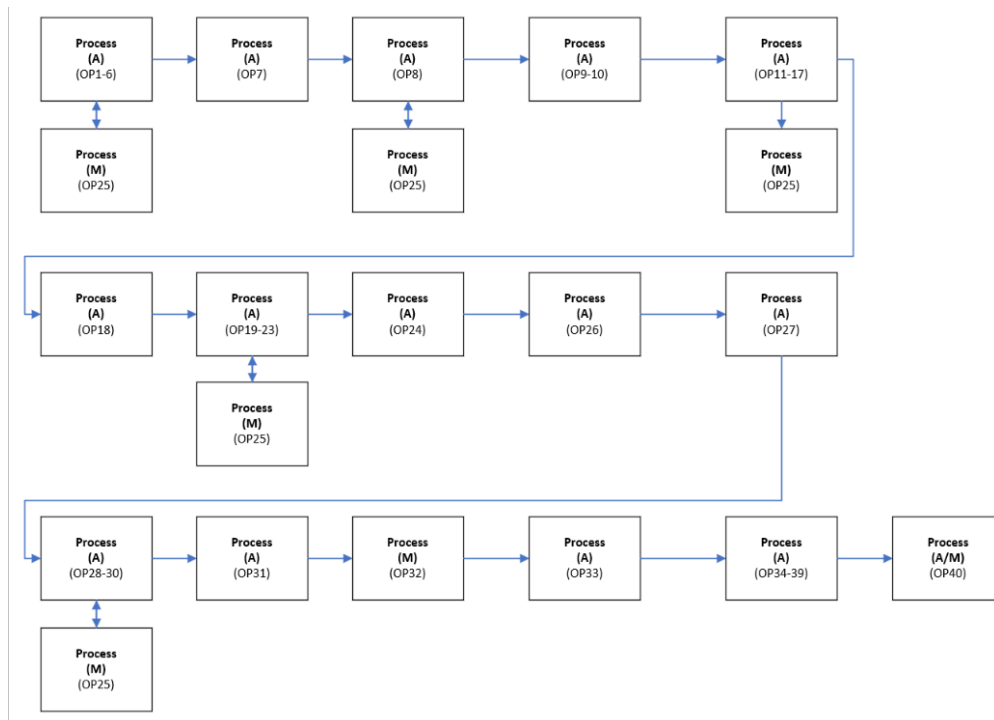 Process
(A)
(OP1-6)
Process
(A)
(OP7)
Process
(A)
(OP8)
Process
(A)
(OP9-10)
Process
(A)
(OP11-17)
Process
(M)
(OP25)
Process
(M)
(OP25)
Process
(M)
(OP25)
Process
(A)
(OP18)
Process
(A)
(OP19-23)
Process
(A)
(OP24)
Process
(A)
(OP26)
Process
(A)
(OP27)
Process
(M)
(OP25)
Process
(A)
(OP28-30)
Process
(A)
(OP31)
Process
(M)
(OP32)
Process
(A)
(OP33)
Process
(A)
(OP34-39)
Process
(A/M)
(OP40)
Process
(M)
(OP25)